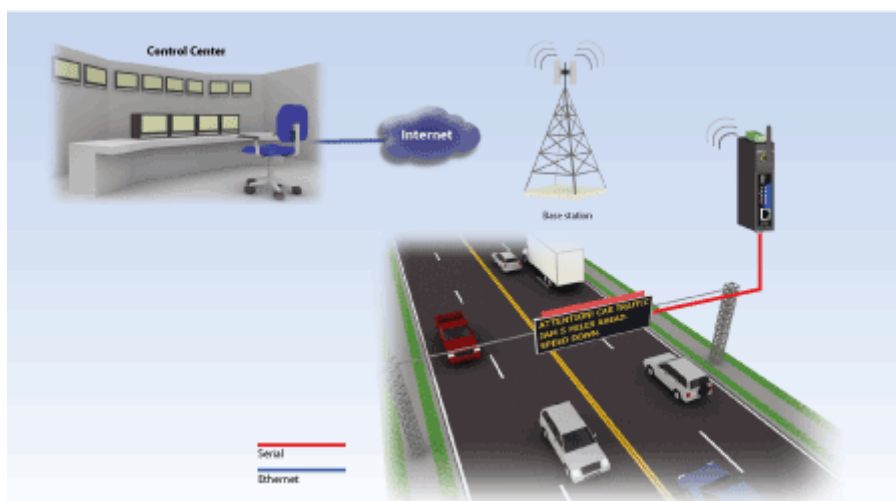 Control Center
Internet
Base station
ATTENTION! CAR TRAFFIC
JAM 5 MILES AHEAD.
SPEED DOWN.
Serial
Ethernet